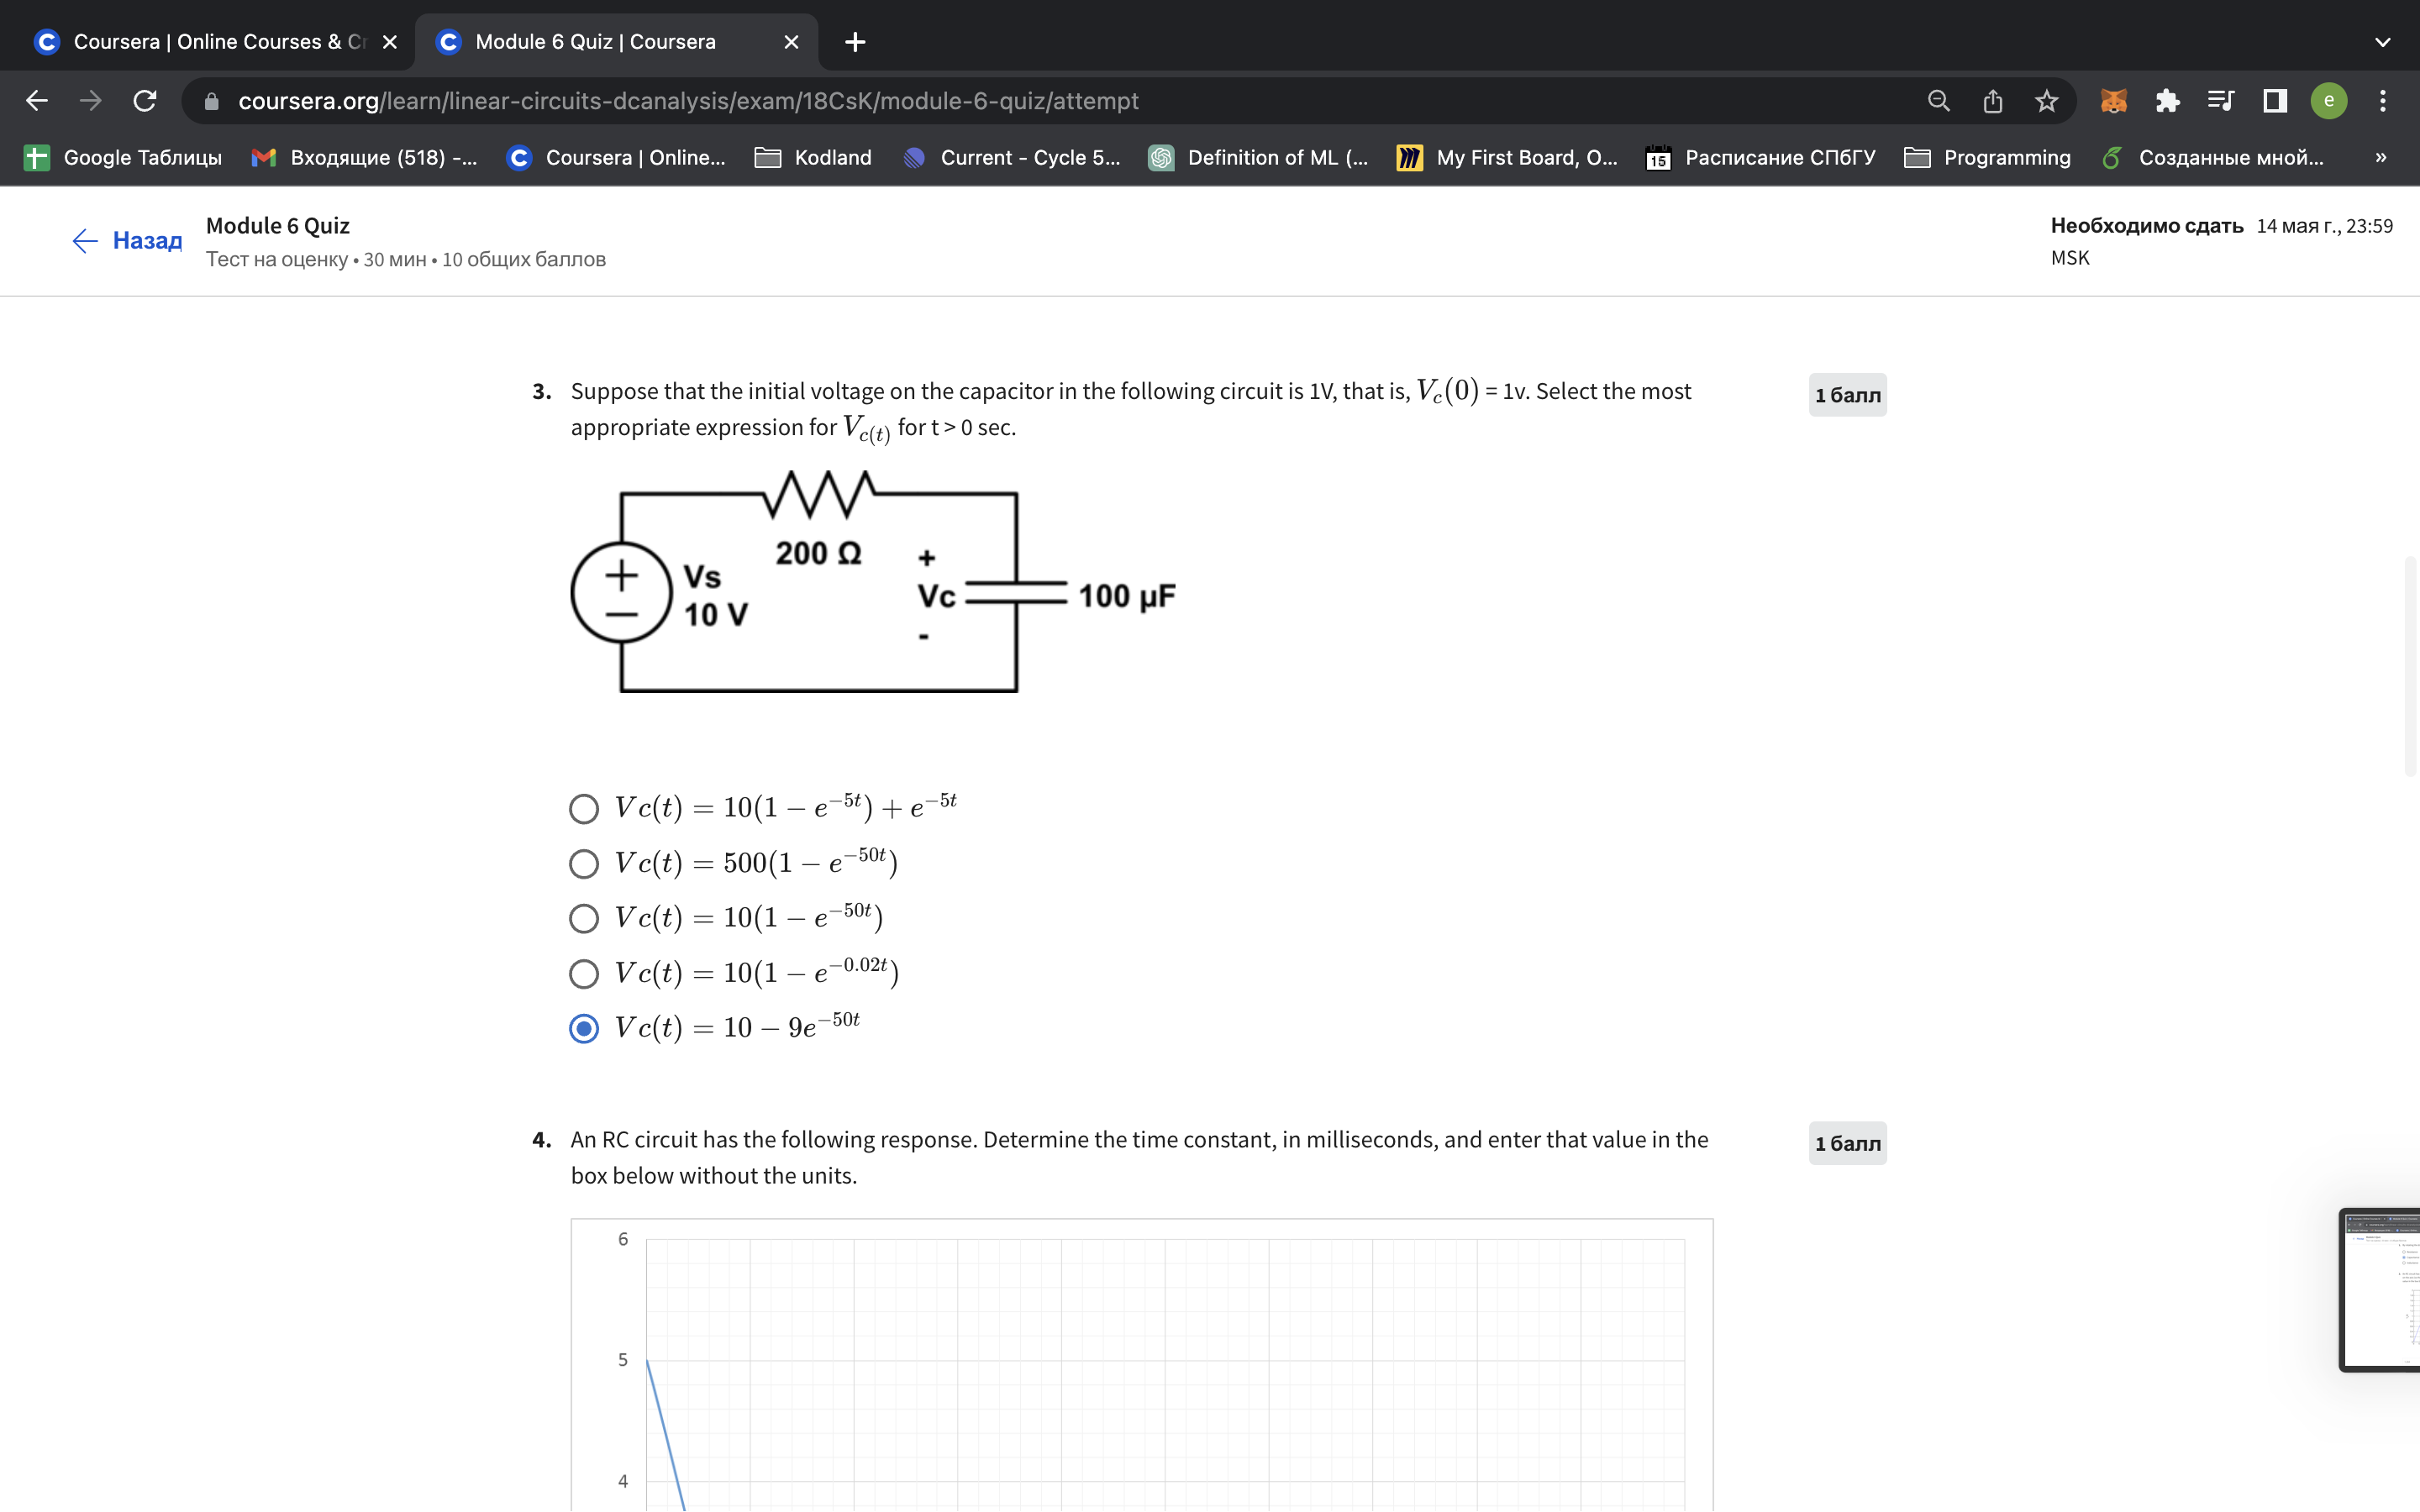 Coursera | Online Courses & Cr
Module 6 Quiz | Coursera
coursera.org/learn/linear-circuits-dcanalysis/exam/18CsK/module-6-quiz/attempt
e
Google Таблицы
Входящие (518) -...
Coursera | Online...
Kodland
Current - Cycle 5...
Definition of ML (...
My First Board, O...
15
Расписание СПбГУ
Programming
Созданные мной...
»
Назад
Module 6 Quiz
Тест на оценку • 30 мин • 10 общих баллов
Необходимо сдать 14 мая г., 23:59
MSK
3. Suppose that the initial voltage on the capacitor in the following circuit is 1V, that is, V_c(0) = 1v. Select the most
appropriate expression for V_{c(t)} for t > 0 sec.
1 балл
200 Ω
+
Vs
10 V
+
Vc
-
100 µF
Vc(t) = 10(1 − e^{−5t}) + e^{−5t}
Vc(t) = 500(1 − e^{−50t})
Vc(t) = 10(1 − e^{−50t})
Vc(t) = 10(1 − e^{−0.02t})
Vc(t) = 10 − 9e^{−50t}
4. An RC circuit has the following response. Determine the time constant, in milliseconds, and enter that value in the
box below without the units.
1 балл
6
5
4